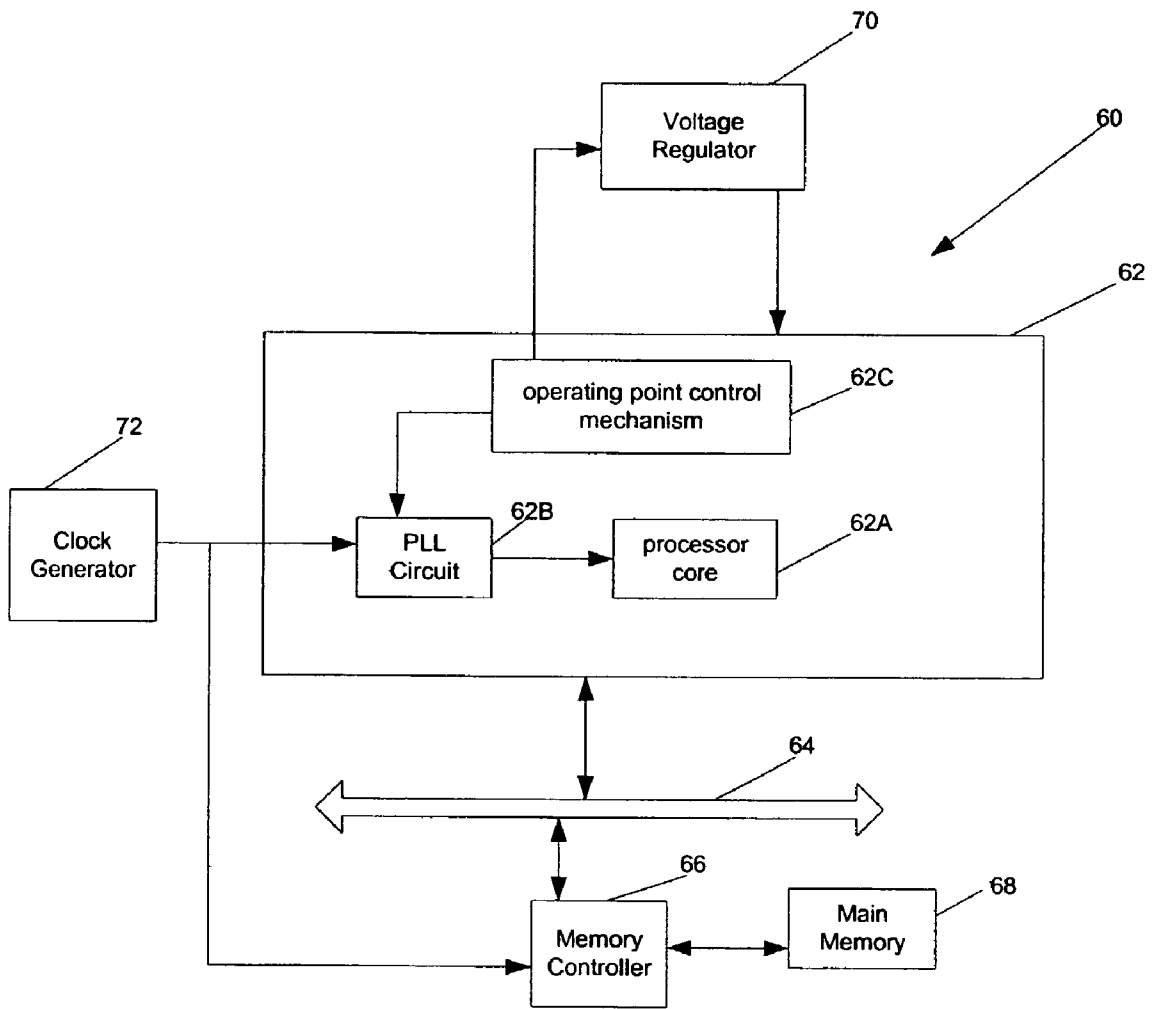 70
Voltage
Regulator
60
62
operating point control
mechanism
62C
72
Clock
Generator
PLL
Circuit
62B
processor
core
62A
64
66
Memory
Controller
Main
Memory
68